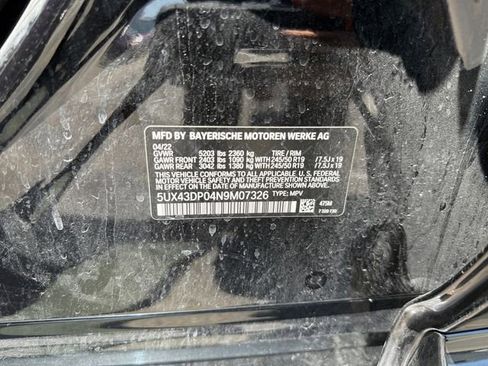 MFD BY BAYERISCHE MOTOREN WERKE AG
04/22
GVWR 5203 lbs 2360 kg TIRE / RIM
GAWR FRONT 2403 lbs 1090 kg WITH 245/50 R19 /7.5J x 19
GAWR REAR 3042 lbs 1380 kg WITH 245/50 R19 /7.5J x 19
THIS VEHICLE CONFORMS TO ALL APPLICABLE U. S. FEDERAL
MOTOR VEHICLE SAFETY AND THEFT PREVENTION STANDARDS
IN EFFECT ON THE DATE OF MANUFACTURE SHOWN ABOVE.
5UX43DP04N9M07326 TYPE: MPV
475M